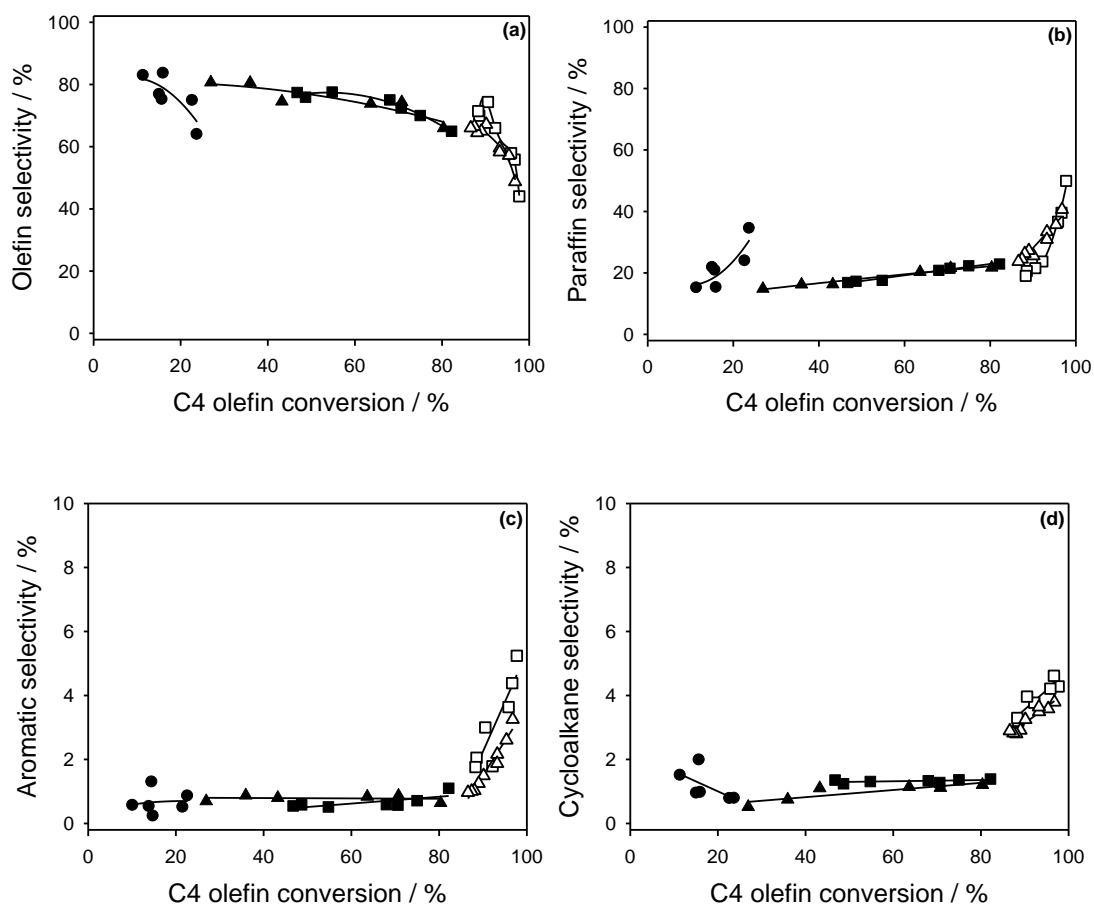 100
80
60
40
20
0
Olefin selectivity / %
(a)
0 20 40 60 80 100
C4 olefin conversion / %
100
80
60
40
20
0
Paraffin selectivity / %
(b)
0 20 40 60 80 100
C4 olefin conversion / %
10
8
6
4
2
0
Aromatic selectivity / %
(c)
0 20 40 60 80 100
C4 olefin conversion / %
10
8
6
4
2
0
Cycloalkane selectivity / %
(d)
0 20 40 60 80 100
C4 olefin conversion / %